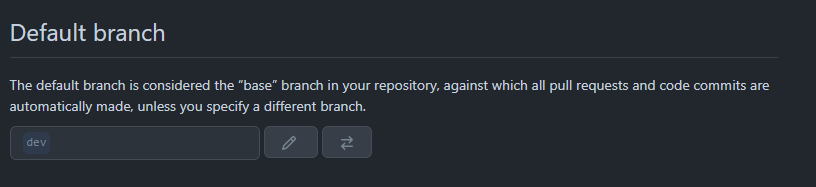 Default branch
The default branch is considered the “base” branch in your repository, against which all pull requests and code commits are
automatically made, unless you specify a different branch.
dev